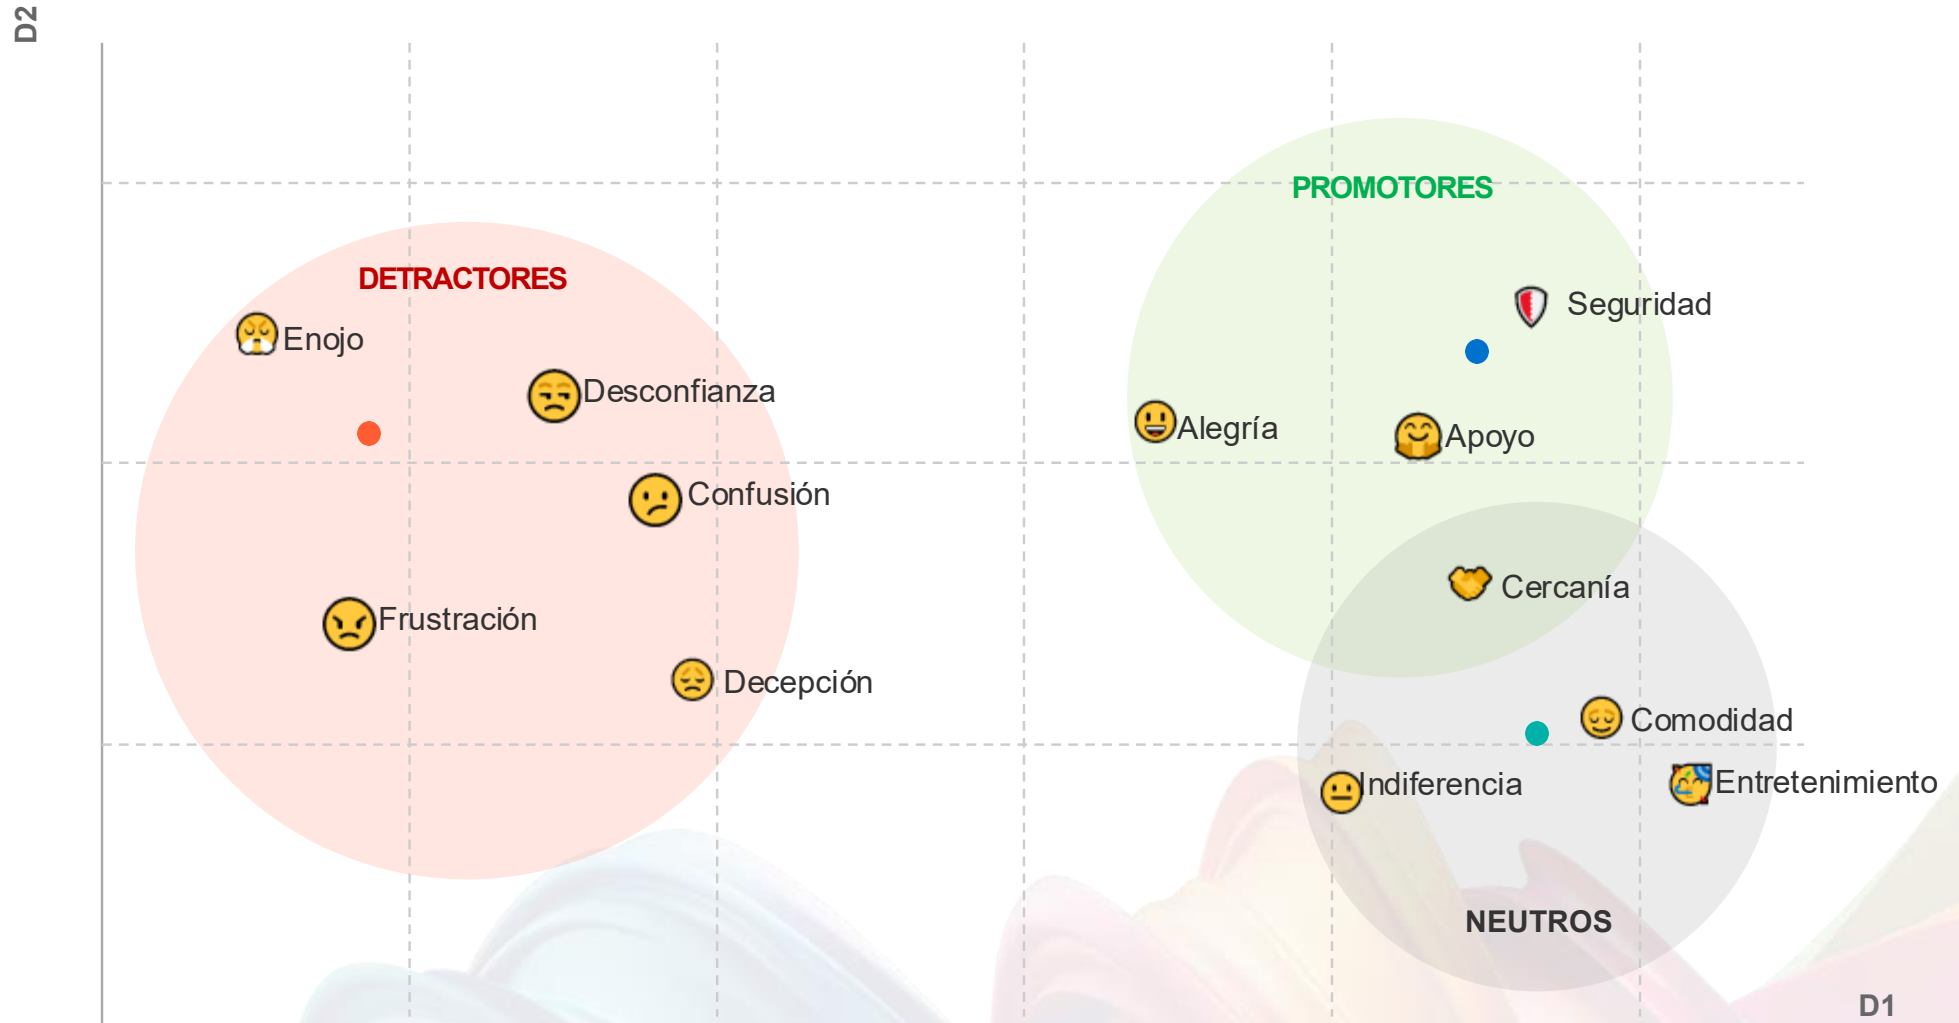 D2
PROMOTORES
DETRACTORES
Seguridad
Enojo
Desconfianza
Alegría
Apoyo
Confusión
Cercanía
Frustración
Decepción
Comodidad
Indiferencia
Entretenimiento
NEUTROS
D1